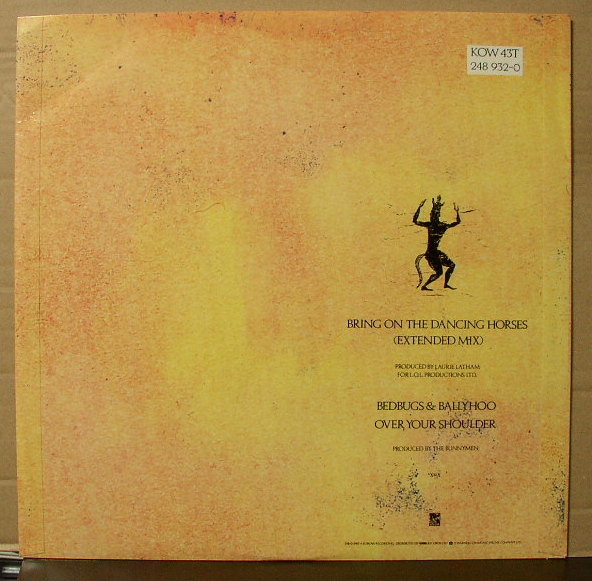 KOW 43T
248 932-0
BRING ON THE DANCING HORSES
(EXTENDED MIX)
PRODUCED BY LAURIE LATHAM
FOR L.O.L. PRODUCTIONS LTD.
BEDBUGS & BALLYHOO
OVER YOUR SHOULDER
PRODUCED BY THE BUNNYMEN